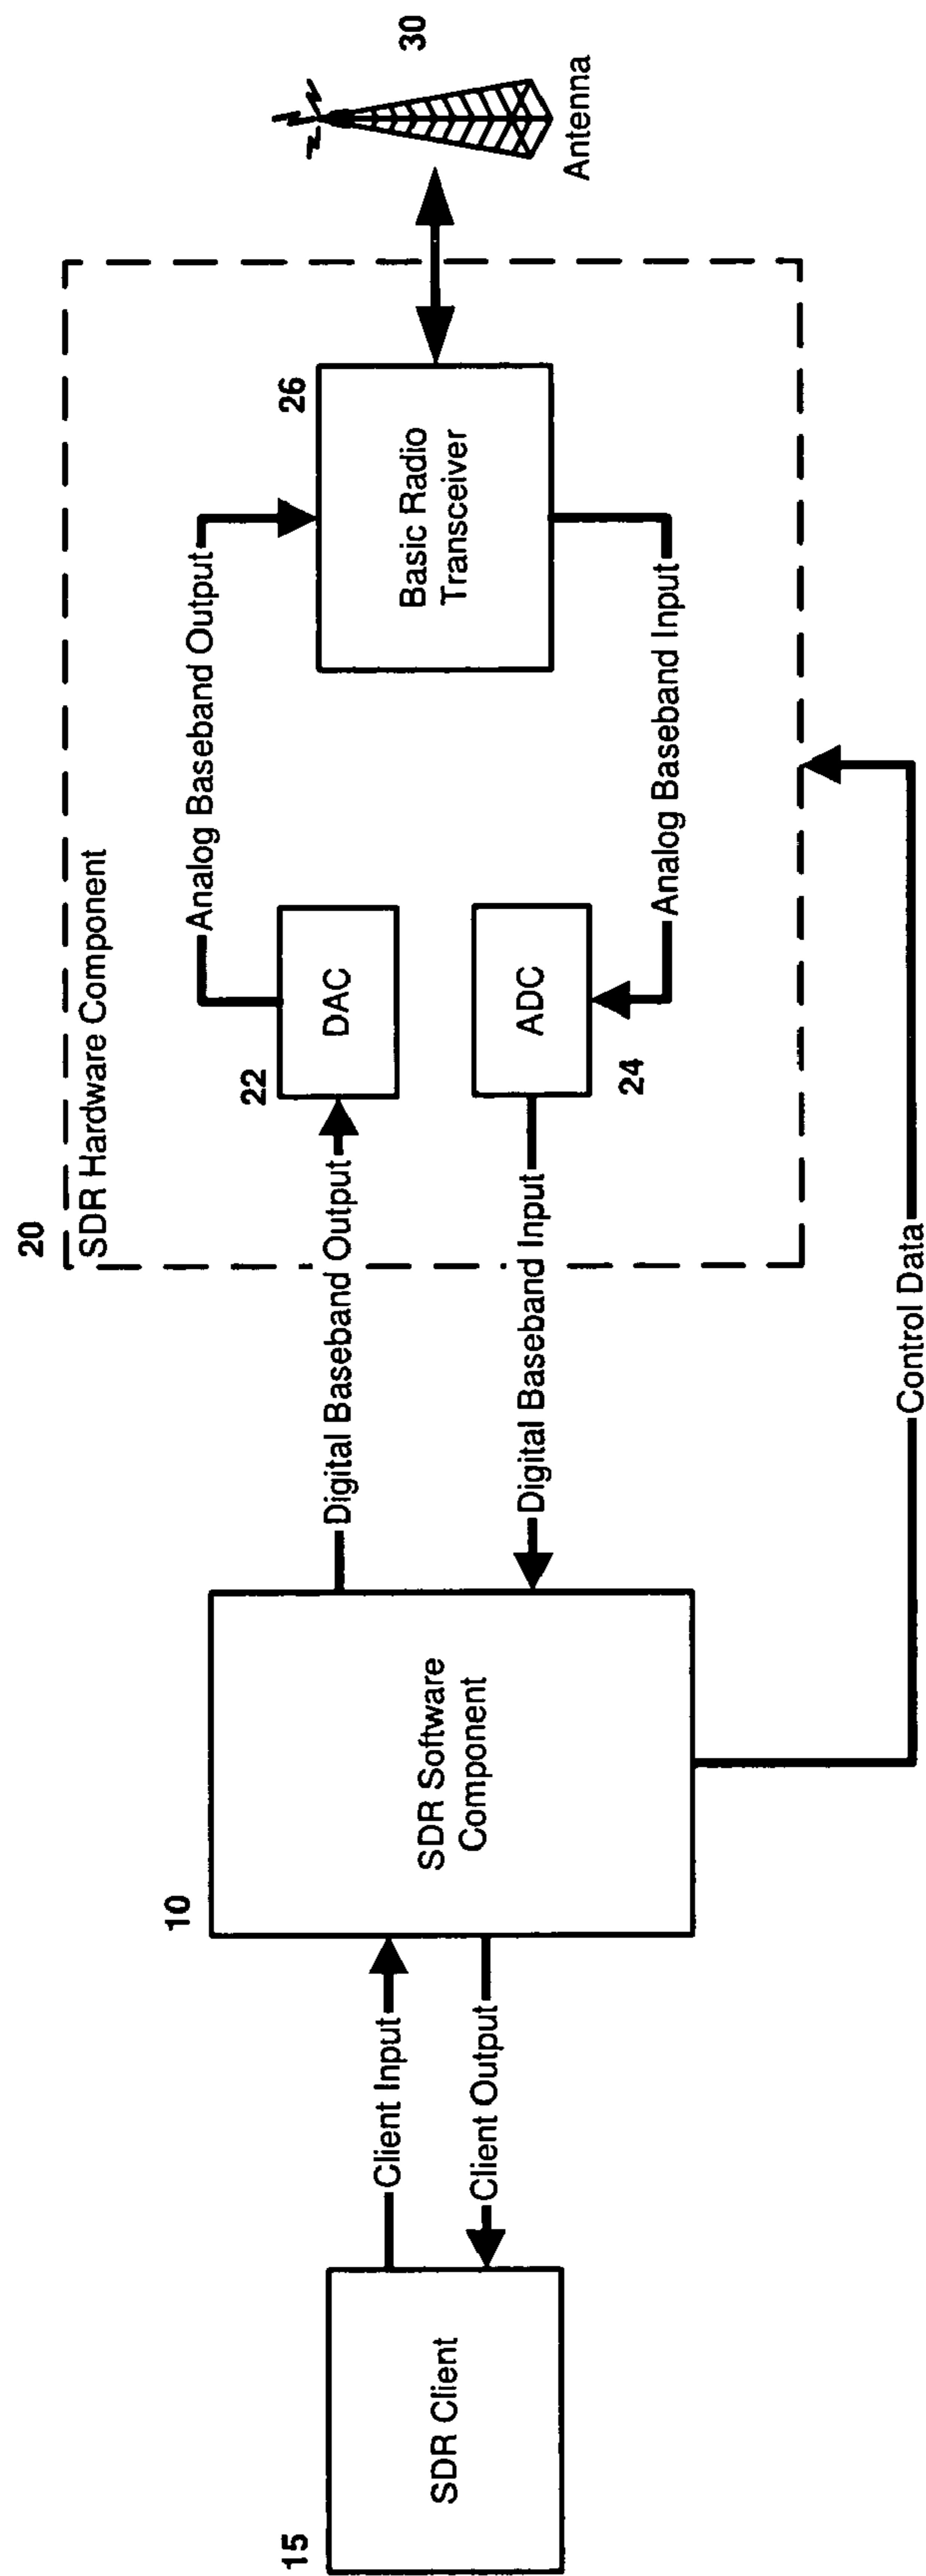 20
SDR Hardware Component
15
SDR Client
Client Input
Client Output
10
SDR Software
Component
Digital Baseband Output
Digital Baseband Input
22
DAC
ADC
24
Analog Baseband Output
Analog Baseband Input
26
Basic Radio
Transceiver
30
Antenna
Control Data